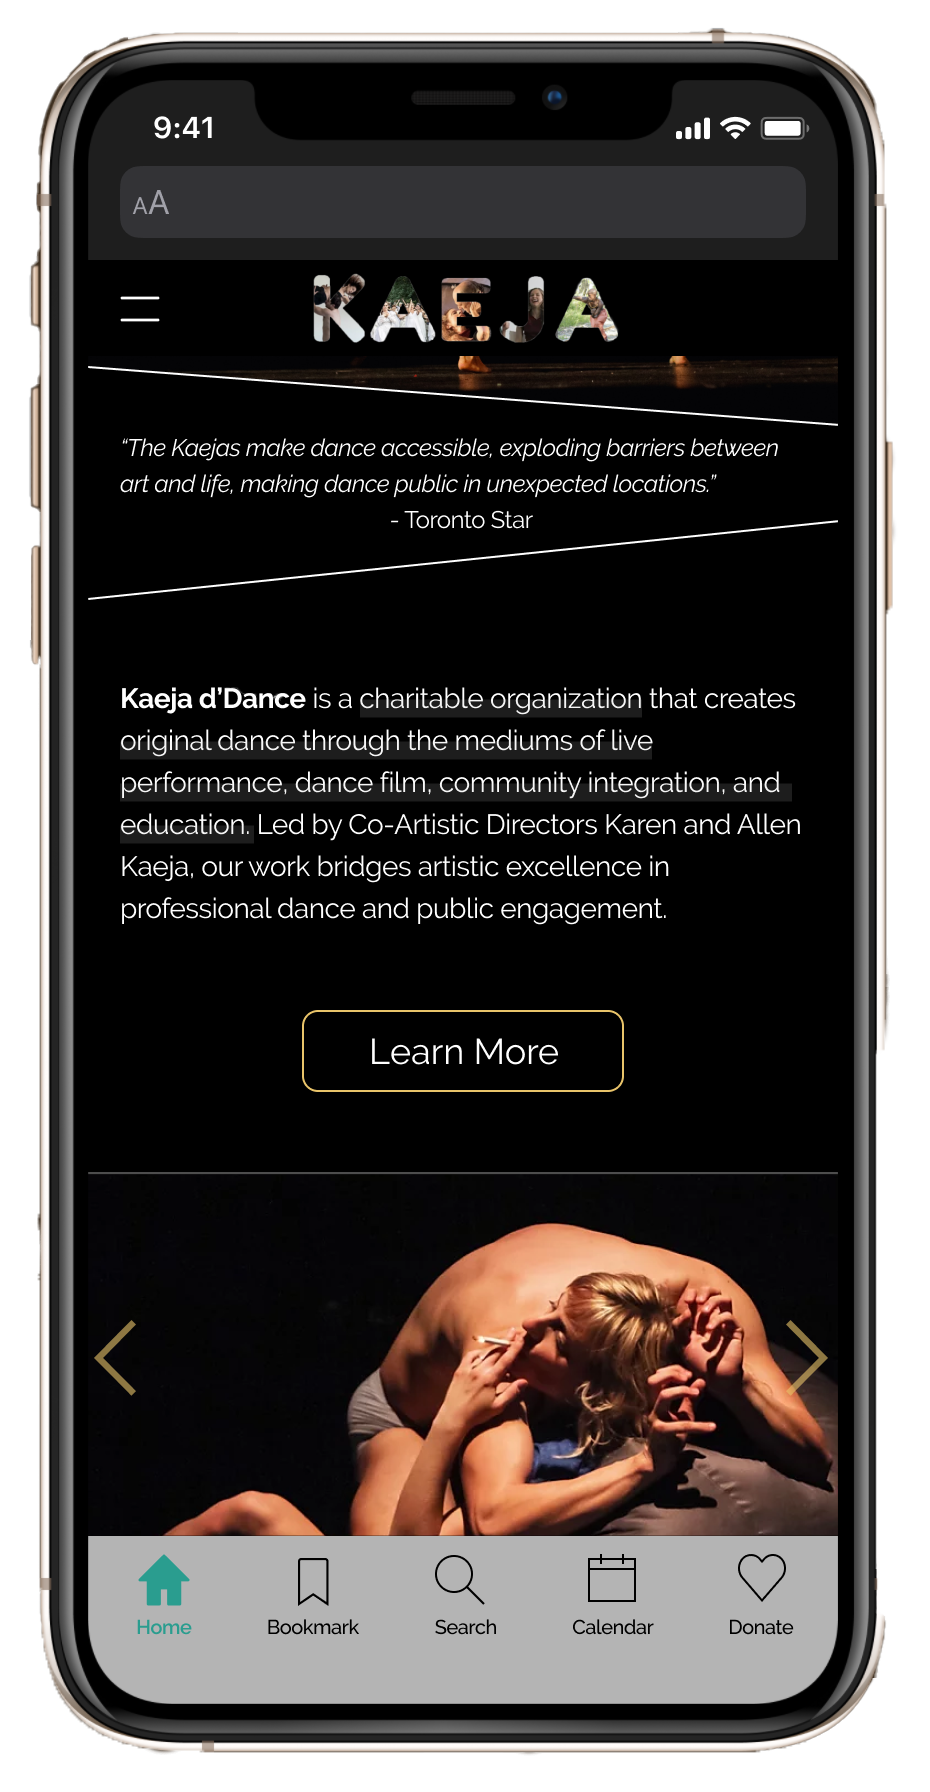 9:41
AA
KAEJA
“The Kaejas make dance accessible, exploding barriers between
art and life, making dance public in unexpected locations.”
- Toronto Star
Kaeja d’Dance is a charitable organization that creates
original dance through the mediums of live
performance, dance film, community integration, and
education. Led by Co-Artistic Directors Karen and Allen
Kaeja, our work bridges artistic excellence in
professional dance and public engagement.
Learn More
Home Bookmark Search Calendar Donate